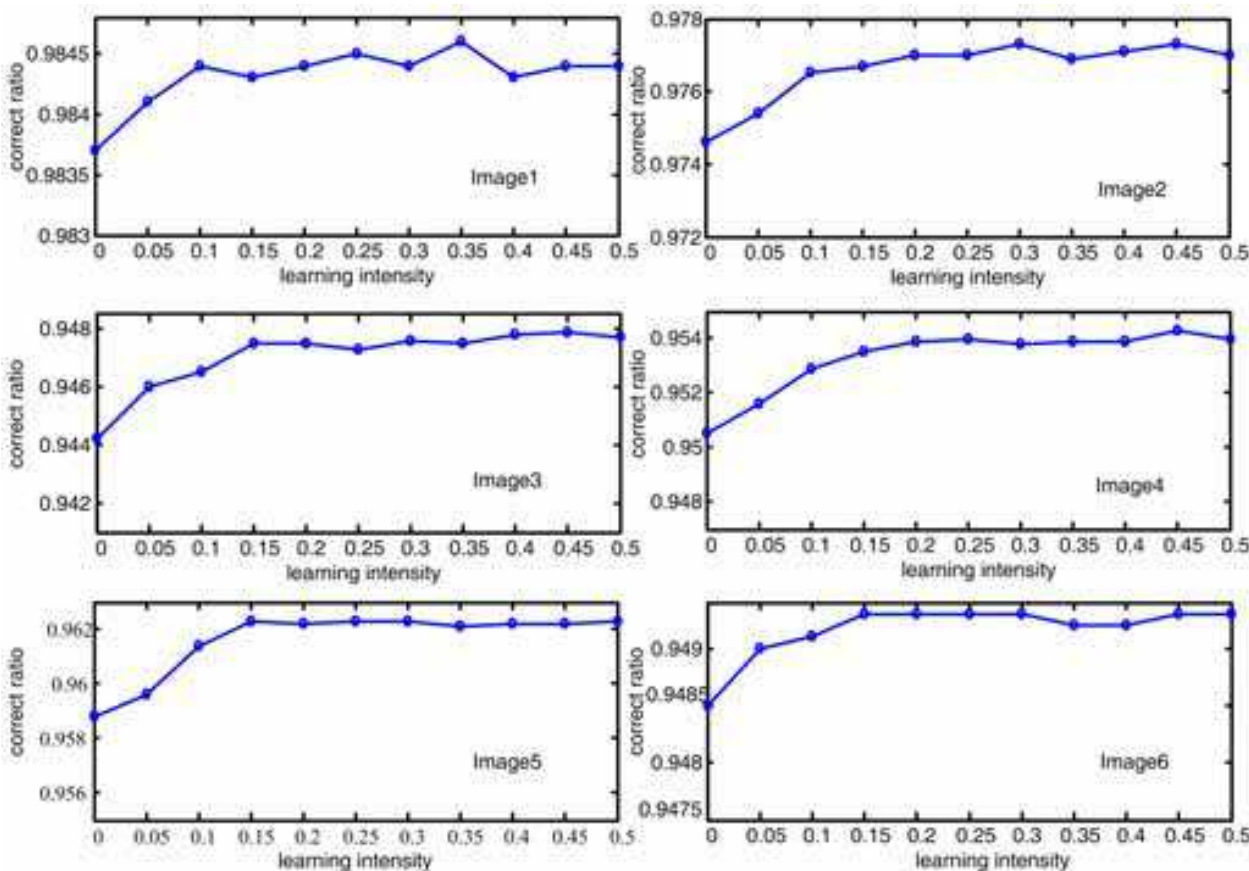 correct ratio
0.9845
0.984
0.9835
0.983
Image1
0 0.05 0.1 0.15 0.2 0.25 0.3 0.35 0.4 0.45 0.5
learning intensity
correct ratio
0.978
0.976
0.974
0.972
Image2
0 0.05 0.1 0.15 0.2 0.25 0.3 0.35 0.4 0.45 0.5
learning intensity
correct ratio
0.948
0.946
0.944
0.942
Image3
0 0.05 0.1 0.15 0.2 0.25 0.3 0.35 0.4 0.45 0.5
learning intensity
correct ratio
0.954
0.952
0.95
0.948
Image4
0 0.05 0.1 0.15 0.2 0.25 0.3 0.35 0.4 0.45 0.5
learning intensity
correct ratio
0.962
0.96
0.958
0.956
Image5
0 0.05 0.1 0.15 0.2 0.25 0.3 0.35 0.4 0.45 0.5
learning intensity
correct ratio
0.949
0.9485
0.948
0.9475
Image6
0 0.05 0.1 0.15 0.2 0.25 0.3 0.35 0.4 0.45 0.5
learning intensity